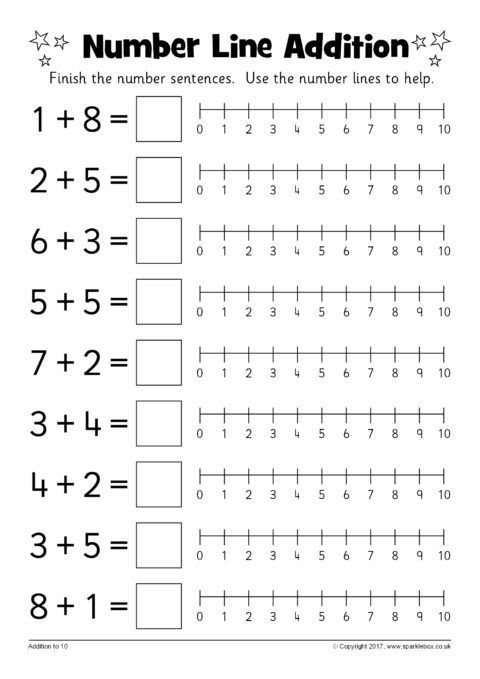 Number Line Addition
Finish the number sentences. Use the number lines to help.
1 + 8 =
0 1 2 3 4 5 6 7 8 9 10
2 + 5 =
0 1 2 3 4 5 6 7 8 9 10
6 + 3 =
0 1 2 3 4 5 6 7 8 9 10
5 + 5 =
0 1 2 3 4 5 6 7 8 9 10
7 + 2 =
0 1 2 3 4 5 6 7 8 9 10
3 + 4 =
0 1 2 3 4 5 6 7 8 9 10
4 + 2 =
0 1 2 3 4 5 6 7 8 9 10
3 + 5 =
0 1 2 3 4 5 6 7 8 9 10
8 + 1 =
0 1 2 3 4 5 6 7 8 9 10
Addition to 10
© Copyright 2017, www.sparklebox.co.uk